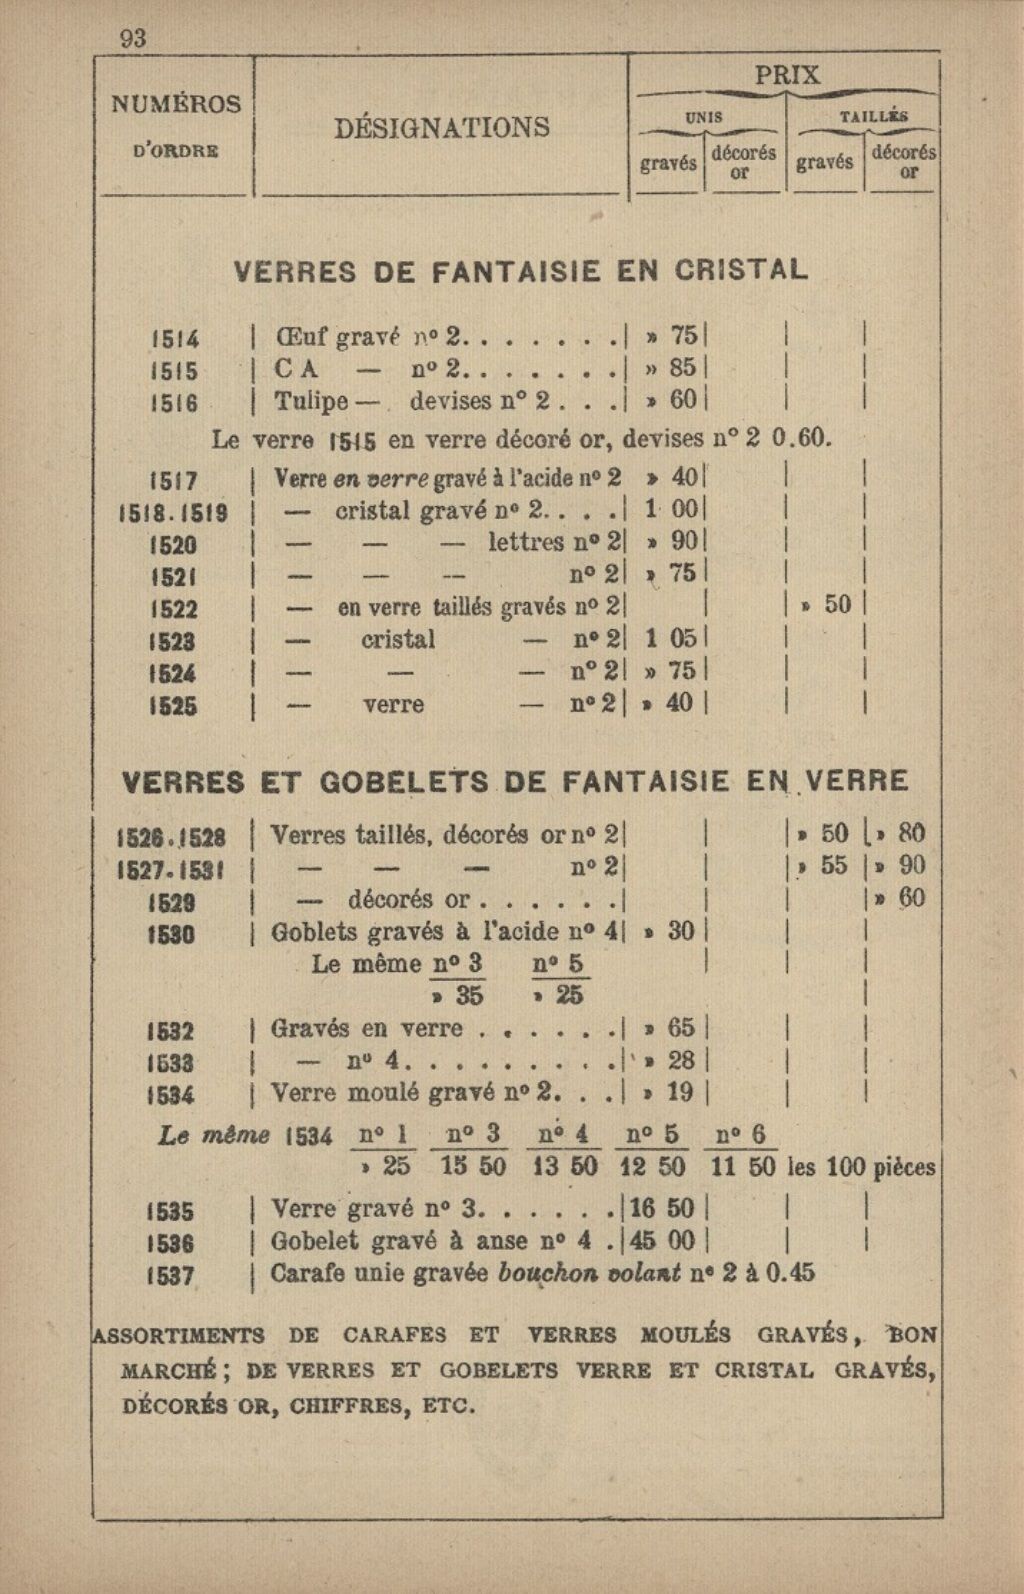 93
NUMÉROS D'ORDRE
DÉSIGNATIONS
PRIX
UNIS TAILLÉS
gravés décorés or gravés décorés or
VERRES DE FANTAISIE EN CRISTAL
1514 | Œuf gravé nº 2. . . . . . . .| » 75| | |
1515 | C A — nº 2. . . . . . . .| » 85| | |
1516 | Tulipe — devises nº 2 . . .| » 60| | |
Le verre 1515 en verre décoré or, devises nº 2 0.60.
1517 | Verre en verre gravé à l'acide nº 2 » 40| | |
1518.1519 | — cristal gravé nº 2. . . .| 1 00| | |
1520 | — — — lettres nº 2| » 90| | |
1521 | — — — nº 2| » 75| | |
1522 | — en verre taillés gravés nº 2| | | » 50 |
1523 | — cristal — nº 2| 1 05| | |
1524 | — — — nº 2| » 75| | |
1525 | — verre — nº 2| » 40 | | |
VERRES ET GOBELETS DE FANTAISIE EN VERRE
1526.1528 | Verres taillés, décorés or nº 2| | |» 50 |» 80
1527.1531 | — — — nº 2| | |» 55 |» 90
1529 | — décorés or . . . . . .| | | |» 60
1530 | Goblets gravés à l'acide nº 4| » 30 | | |
Le même nº 3 nº 5 | | |
» 35 » 25 |
1532 | Gravés en verre . . . . . .| » 65 | | |
1533 | — nº 4. . . . . . . . . .| » 28 | | |
1534 | Verre moulé gravé nº 2. . .| » 19 | | |
Le même 1534 nº 1 nº 3 nº 4 nº 5 nº 6
» 25 15 50 13 50 12 50 11 50 les 100 pièces
1535 | Verre gravé nº 3. . . . . . .|16 50 | | |
1536 | Gobelet gravé à anse nº 4 .|45 00 | | |
1537 | Carafe unie gravée bouchon volant nº 2 à 0.45
ASSORTIMENTS DE CARAFES ET VERRES MOULÉS GRAVÉS, BON
MARCHÉ ; DE VERRES ET GOBELETS VERRE ET CRISTAL GRAVÉS,
DÉCORÉS OR, CHIFFRES, ETC.